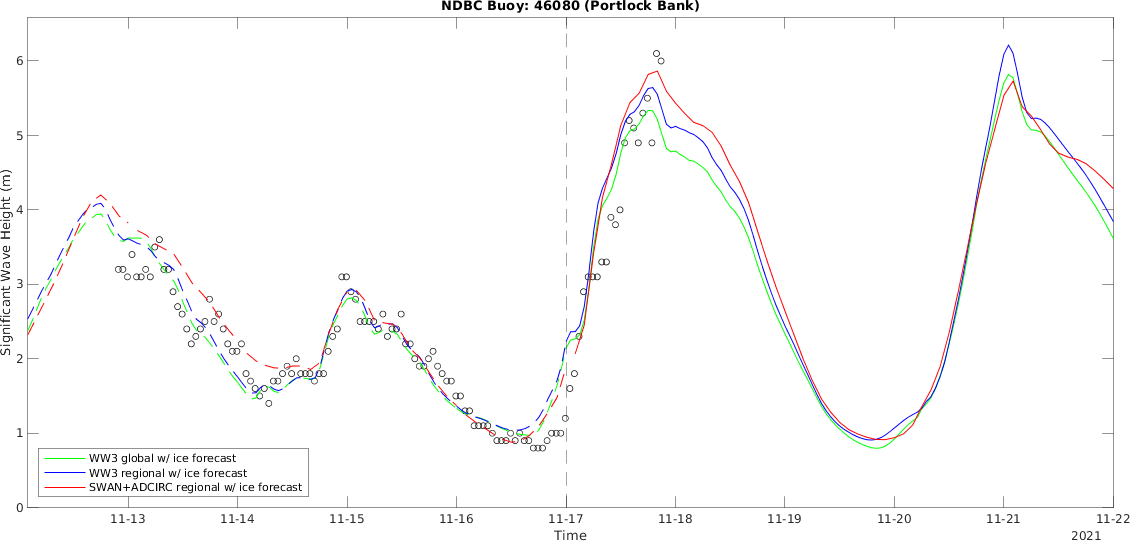 NDBC Buoy: 46080 (Portlock Bank)
Significant Wave Height (m)
6
5
4
3
2
1
0
WW3 global w/ ice forecast
WW3 regional w/ ice forecast
SWAN+ADCIRC regional w/ ice forecast
11-13 11-14 11-15 11-16 11-17 11-18 11-19 11-20 11-21 11-22
Time
2021